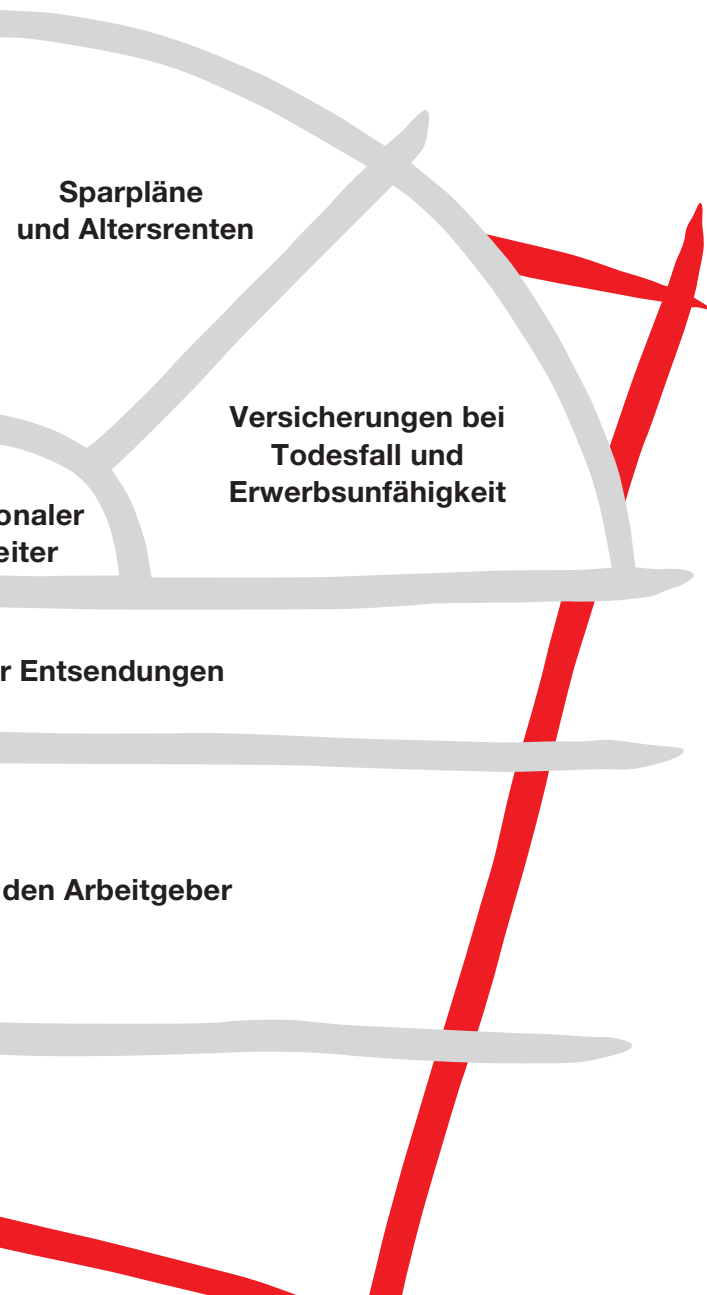 Sparpläne
und Altersrenten
Versicherungen bei
Todesfall und
Erwerbsunfähigkeit
onaler
eiter
r Entsendungen
den Arbeitgeber